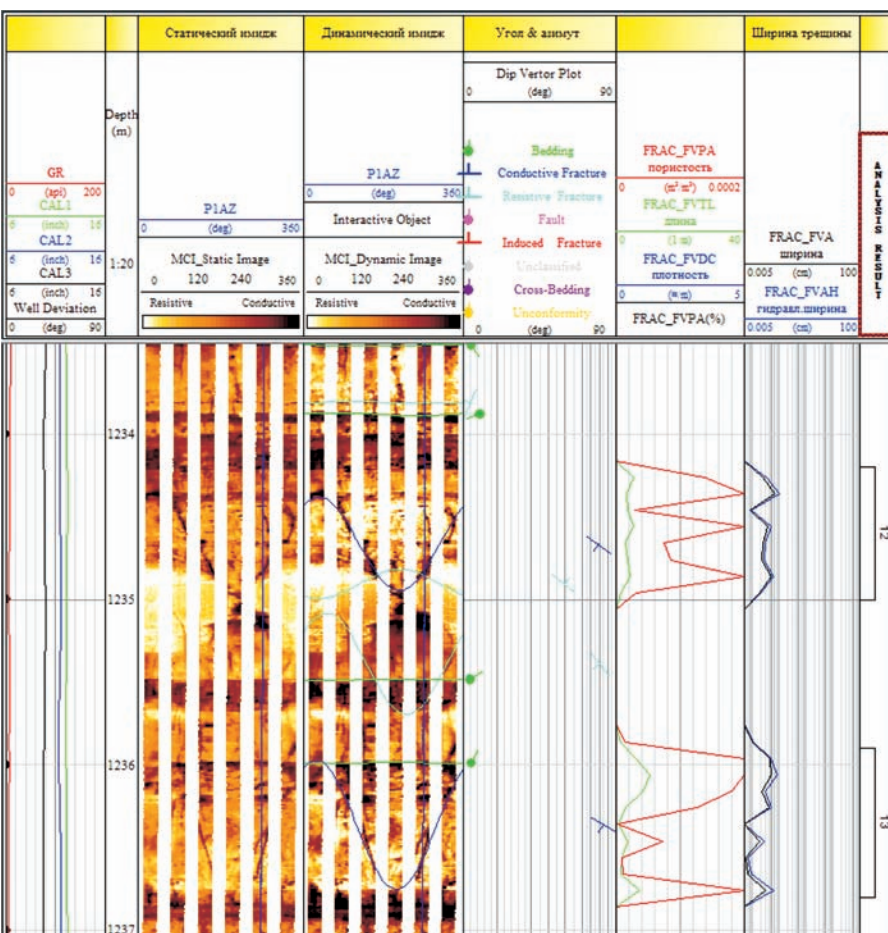 Статический имидж
Динамический имидж
Угол & азимут
Ширина трещины
GR
0 (api) 200
CAL1
6 (inch) 16
CAL2
6 (inch) 16
CAL3
6 (inch) 16
Well Deviation
0 (deg) 90
Depth
(m)
1:20
P1AZ
0 (deg) 360
MCI_Static Image
0 120 240 360
Resistive Conductive
P1AZ
0 (deg) 360
Interactive Object
MCI_Dynamic Image
0 120 240 360
Resistive Conductive
Dip Vertor Plot
0 (deg) 90
Bedding
Conductive Fracture
Resistive Fracture
Fault
Induced Fracture
Unclassified
Cross-Bedding
Unconformity
0 (deg) 90
FRAC_FVPA
пористость
0 (m² m²) 0.0002
FRAC_FVTL
длина
0 (1 m) 40
FRAC_FVDC
плотность
0 5
FRAC_FVPA(%)
FRAC_FVA
ширина
0.005 (cm) 100
FRAC_FVAH
гидравл.ширина
0.005 (cm) 100
ANALYSIS RESULT
1234
1235
1236
1237
12
13